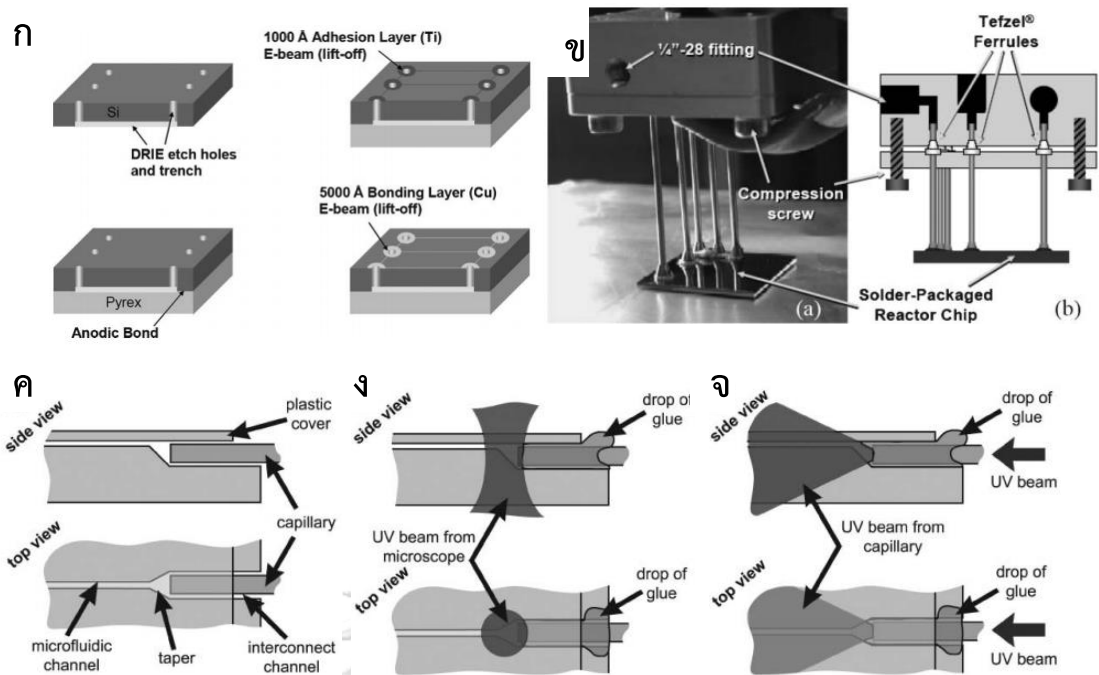 ก
1000 Å Adhesion Layer (Ti)
E-beam (lift-off)
Si
DRIE etch holes
and trench
5000 Å Bonding Layer (Cu)
E-beam (lift-off)
Pyrex
Anodic Bond
ข
¼"-28 fitting
Tefzel®
Ferrules
Compression
screw
Solder-Packaged
Reactor Chip
(a)
(b)
ค
side view
plastic
cover
capillary
top view
microfluidic
channel
taper
interconnect
channel
ง
side view
drop of
glue
UV beam from
microscope
top view
drop of
glue
จ
side view
drop of
glue
UV beam
UV beam from
capillary
top view
drop of
glue
UV beam